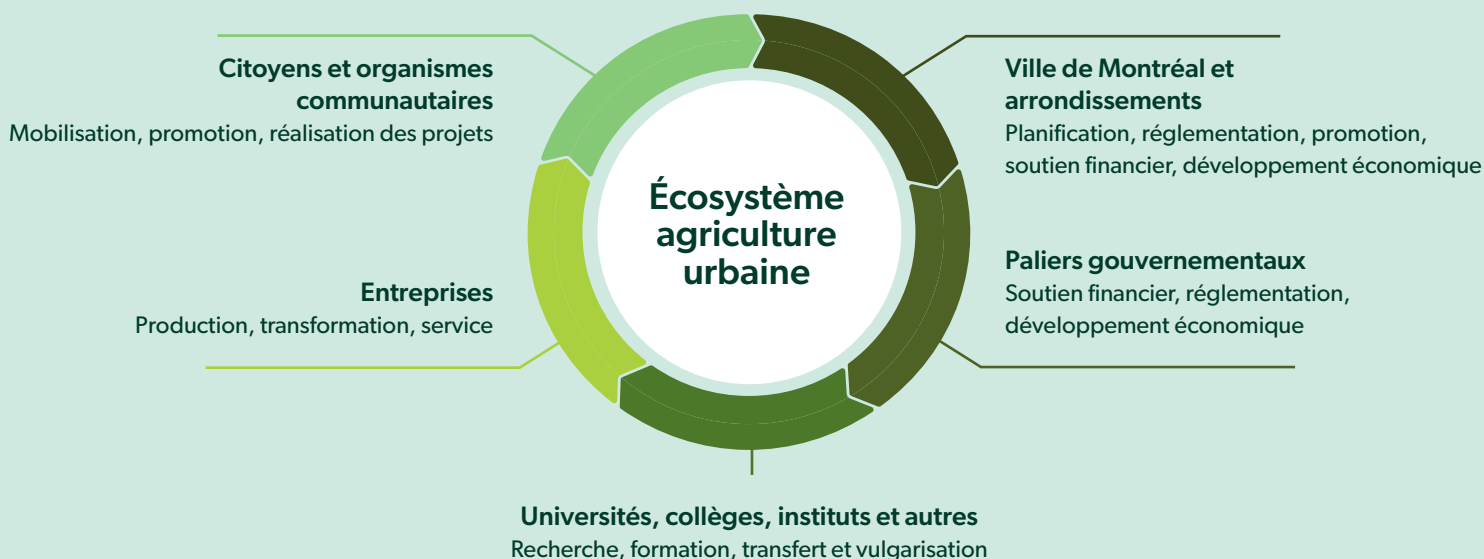 Citoyens et organismes
communautaires
Mobilisation, promotion, réalisation des projets
Ville de Montréal et
arrondissements
Planification, réglementation, promotion,
soutien financier, développement économique
Écosystème
agriculture
urbaine
Entreprises
Production, transformation, service
Paliers gouvernementaux
Soutien financier, réglementation,
développement économique
Universités, collèges, instituts et autres
Recherche, formation, transfert et vulgarisation